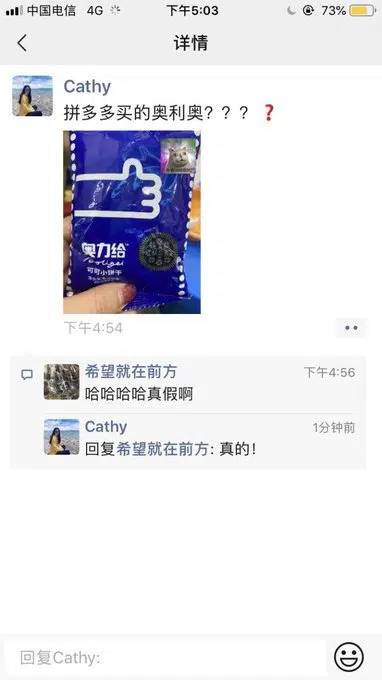 中国电信 4G 下午5:03 73%
详情
Cathy
拼多多买的奥利奥？？？❓
奥力给
Aoligei
可可小饼干
下午4:54
希望就在前方 下午4:56
哈哈哈哈真假啊
Cathy 1分钟前
回复希望就在前方: 真的!
回复Cathy: